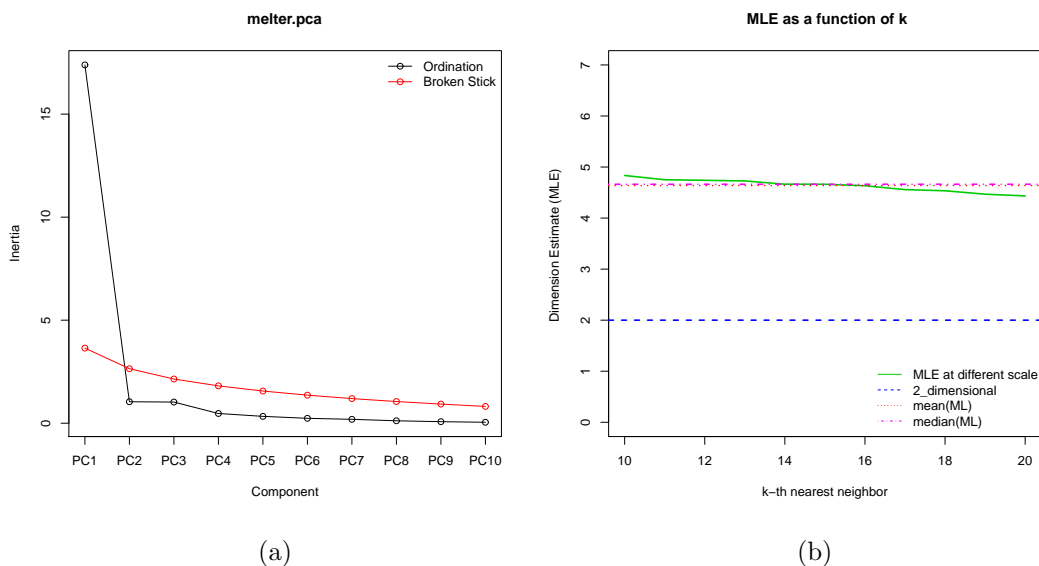 melter.pca
Inertia
15
10
5
0
Ordination
Broken Stick
PC1 PC2 PC3 PC4 PC5 PC6 PC7 PC8 PC9 PC10
Component
(a)
MLE as a function of k
Dimension Estimate (MLE)
7
6
5
4
3
2
1
0
MLE at different scale
2_dimensional
mean(ML)
median(ML)
10 12 14 16 18 20
k−th nearest neighbor
(b)